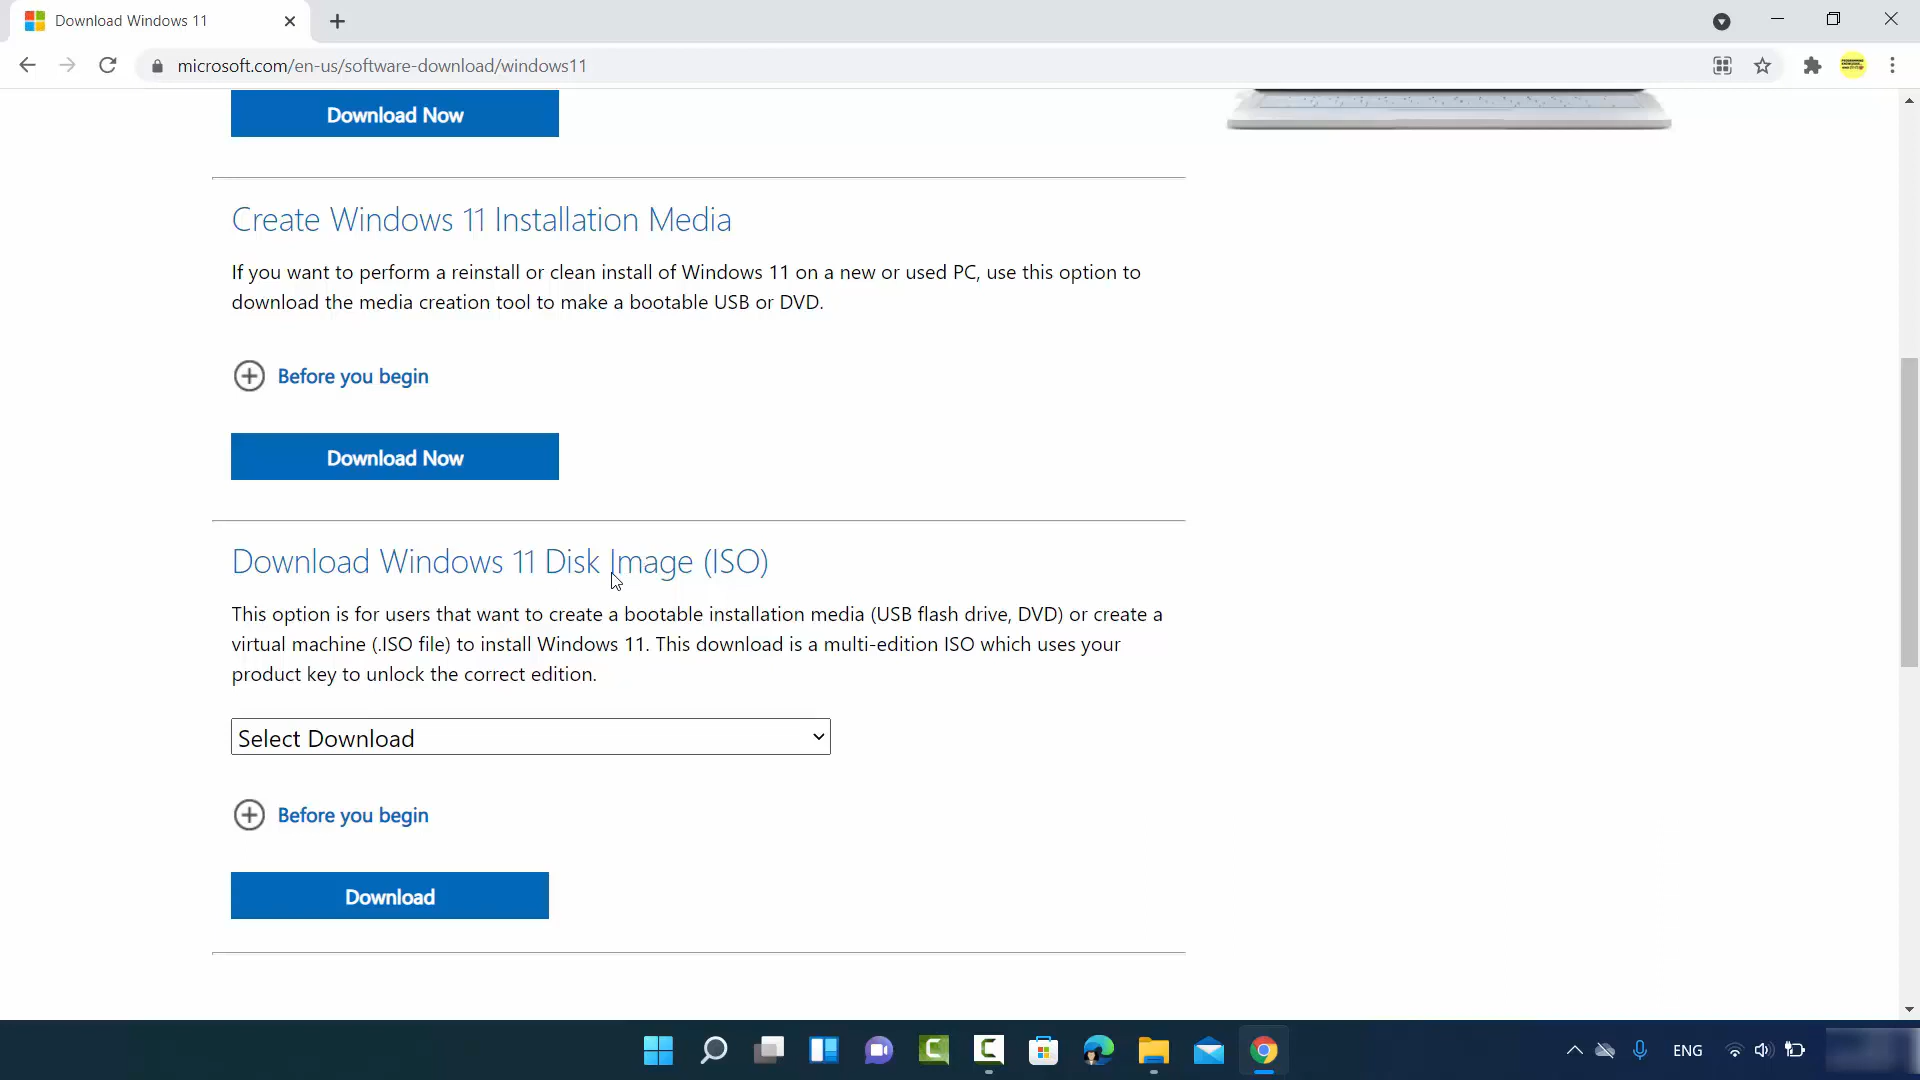 Download Windows 11
microsoft.com/en-us/software-download/windows11
Download Now
Create Windows 11 Installation Media
If you want to perform a reinstall or clean install of Windows 11 on a new or used PC, use this option to
download the media creation tool to make a bootable USB or DVD.
Before you begin
Download Now
Download Windows 11 Disk Image (ISO)
This option is for users that want to create a bootable installation media (USB flash drive, DVD) or create a
virtual machine (.ISO file) to install Windows 11. This download is a multi-edition ISO which uses your
product key to unlock the correct edition.
Select Download
Before you begin
Download
ENG